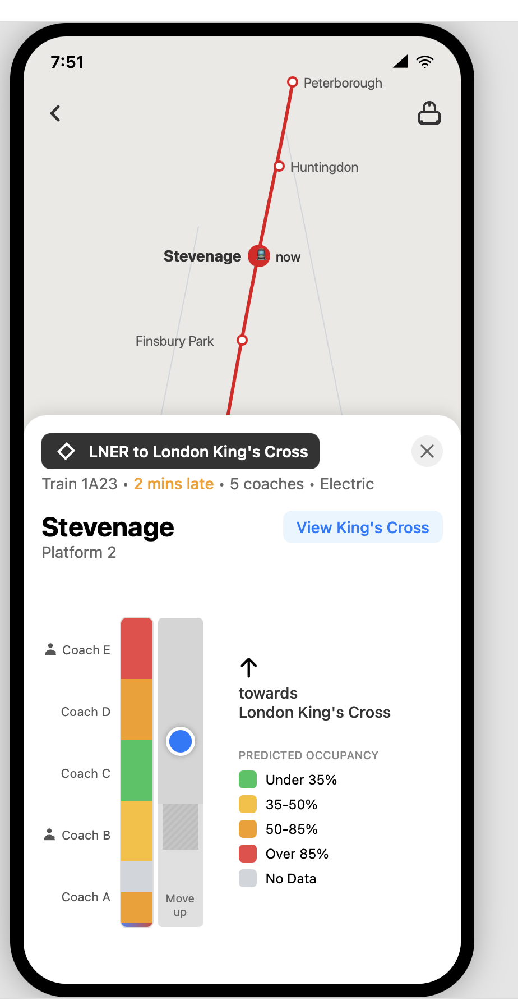 7:51
Peterborough
Huntingdon
Stevenage now
Finsbury Park
LNER to London King's Cross
Train 1A23 • 2 mins late • 5 coaches • Electric
Stevenage
View King's Cross
Platform 2
Coach E
Coach D
Coach C
Coach B
Coach A
Move
up
towards
London King's Cross
PREDICTED OCCUPANCY
Under 35%
35-50%
50-85%
Over 85%
No Data